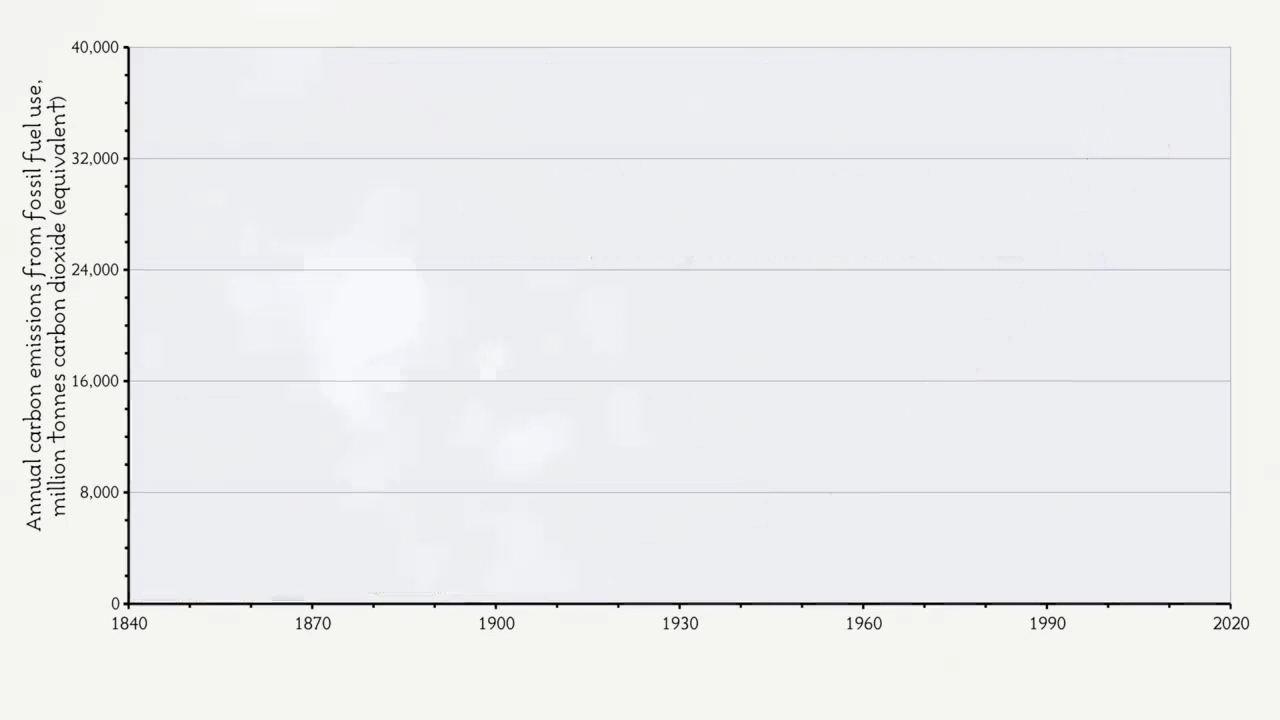 Annual carbon emissions from fossil fuel use,
million tonnes carbon dioxide (equivalent)
40,000
32,000
24,000
16,000
8,000
0
1840 1870 1900 1930 1960 1990 2020